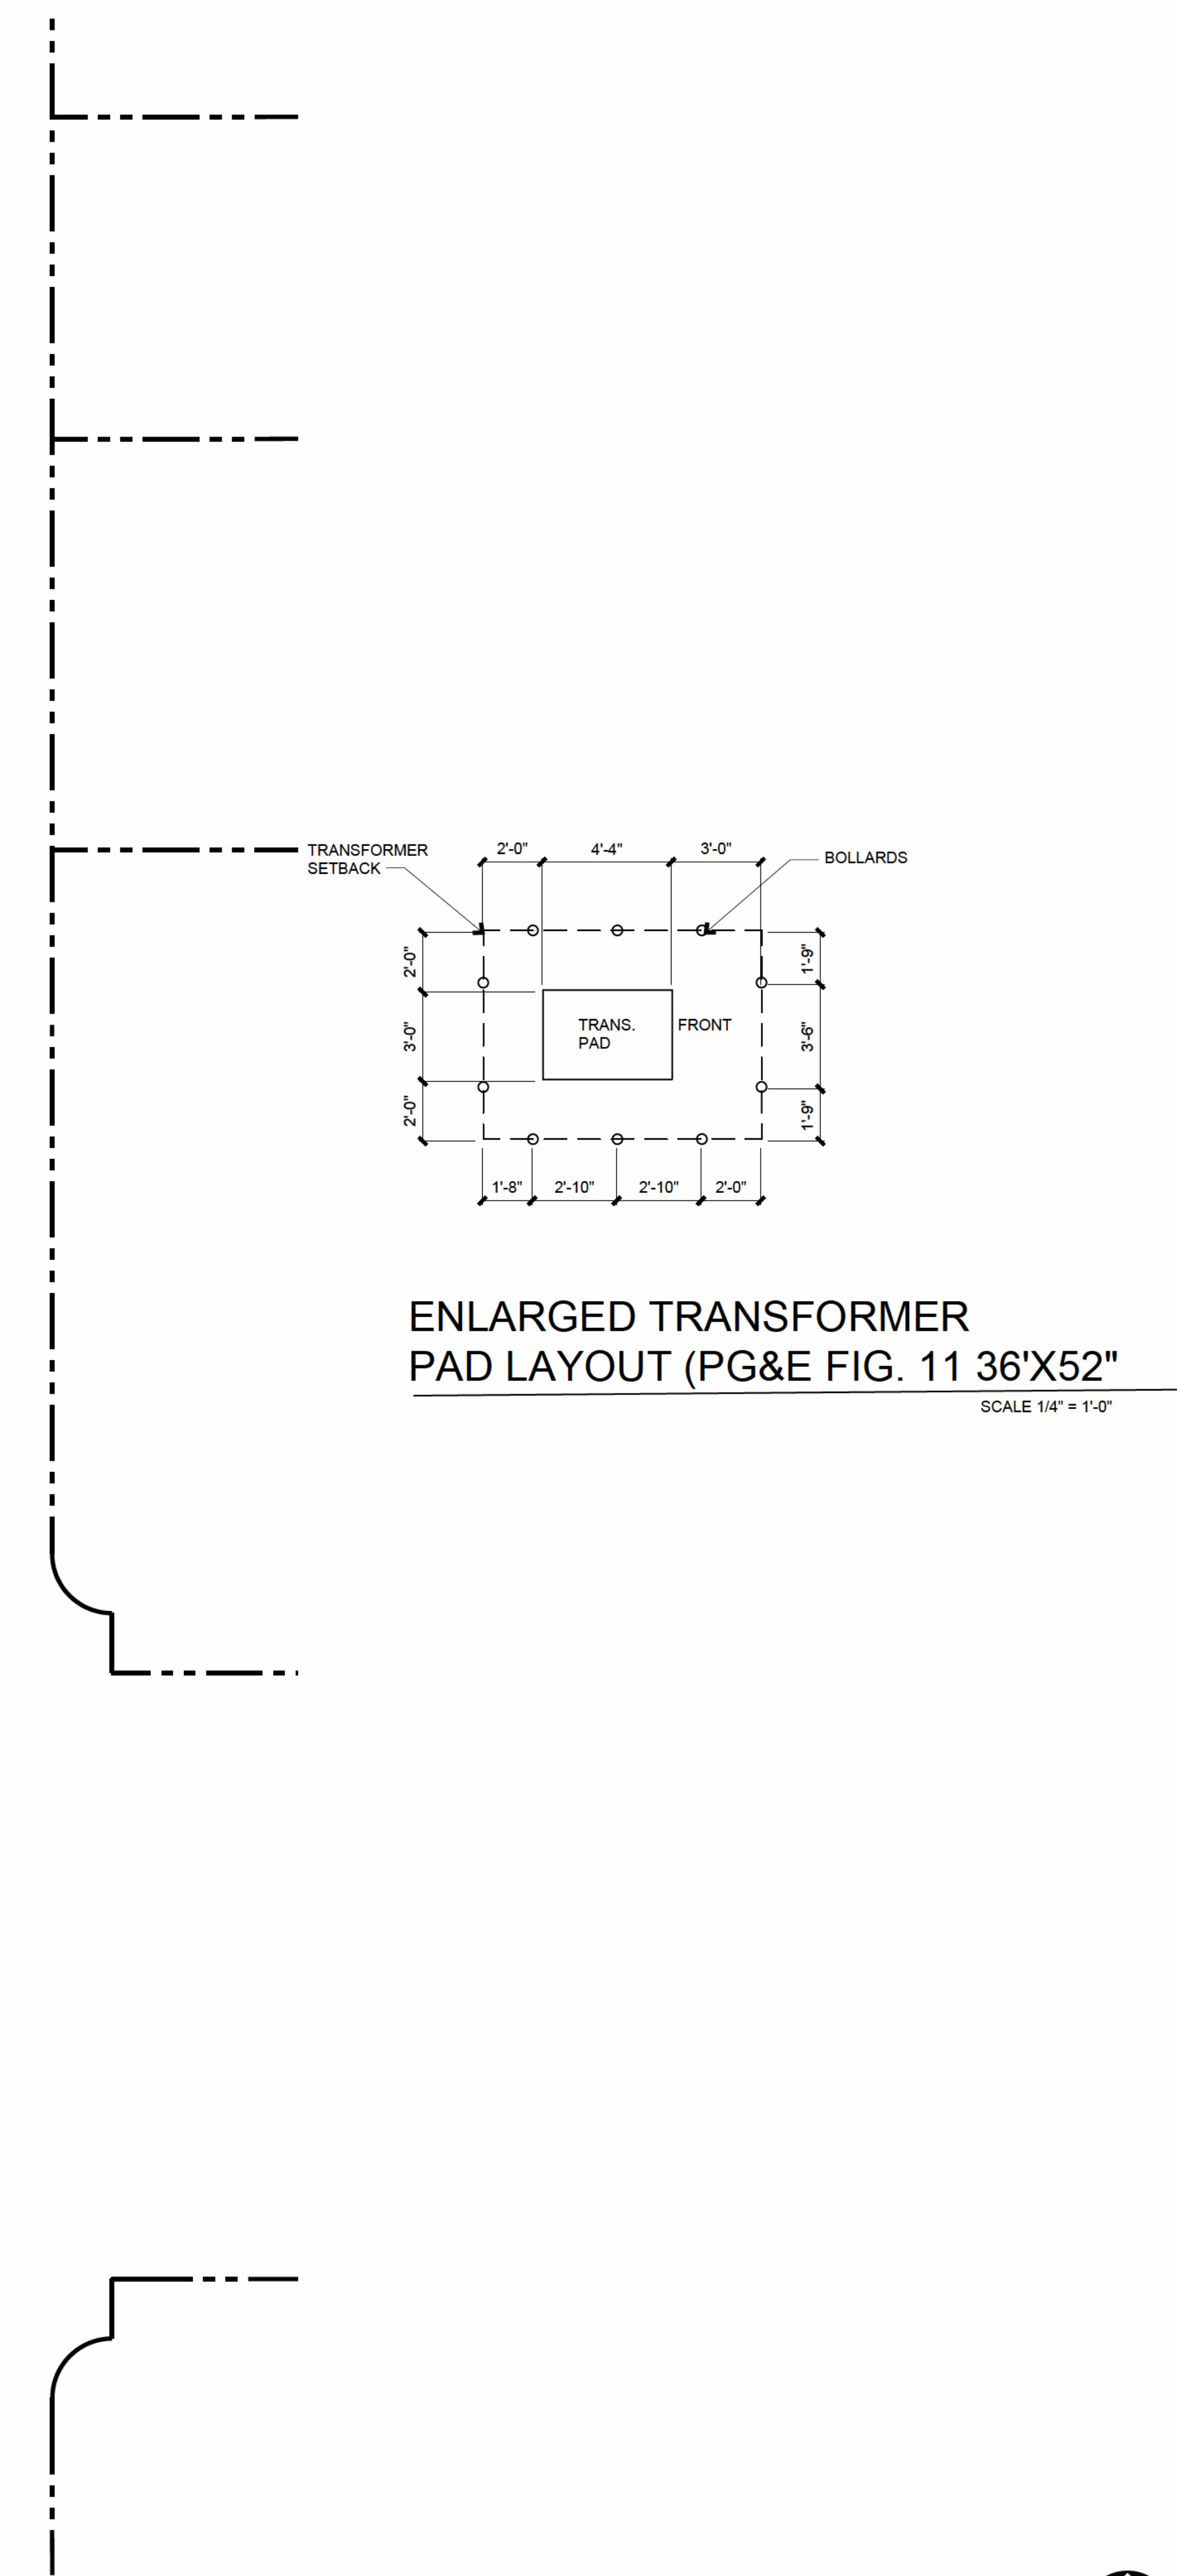 TRANSFORMER
SETBACK
2'-0" 4'-4" 3'-0"
BOLLARDS
2'-0"
3'-0"
2'-0"
TRANS.
PAD
FRONT
1'-9"
3'-6"
1'-9"
1'-8" 2'-10" 2'-10" 2'-0"
ENLARGED TRANSFORMER
PAD LAYOUT (PG&E FIG. 11 36'X52"
SCALE 1/4" = 1'-0"